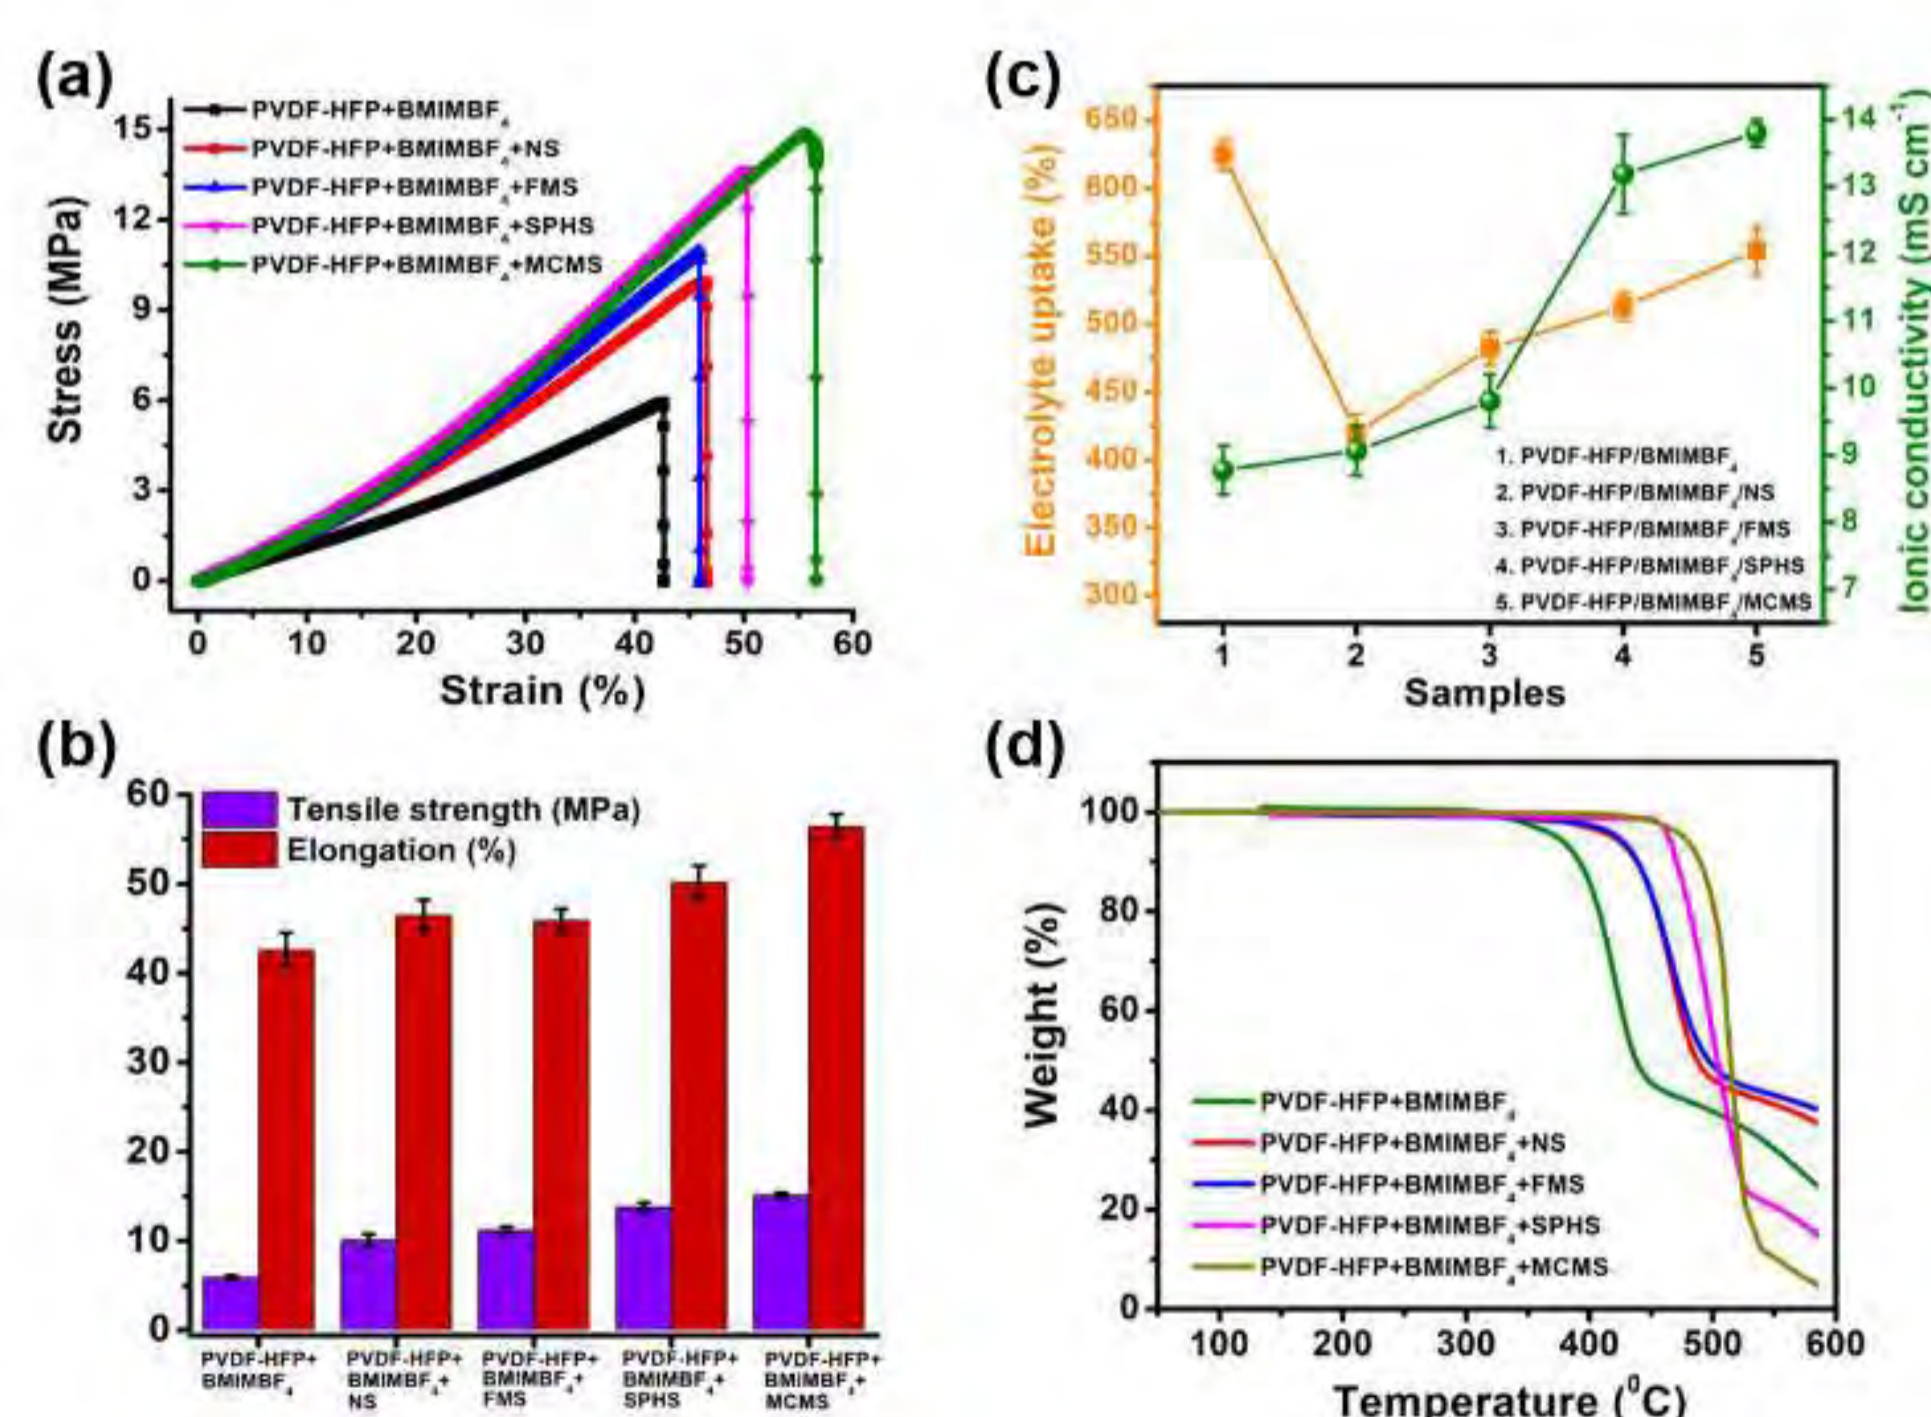 (a)
PVDF-HFP+BMIMBF4
PVDF-HFP+BMIMBF4+NS
PVDF-HFP+BMIMBF4+FMS
PVDF-HFP+BMIMBF4+SPHS
PVDF-HFP+BMIMBF4+MCMS
Stress (MPa)
15
12
9
6
3
0
0 10 20 30 40 50 60
Strain (%)
(c)
Electrolyte uptake (%)
650
600
550
500
450
400
350
300
14
13
12
11
10
9
8
7
Ionic conductivity (mS cm-1)
1. PVDF-HFP/BMIMBF4
2. PVDF-HFP/BMIMBF4/NS
3. PVDF-HFP/BMIMBF4/FMS
4. PVDF-HFP/BMIMBF4/SPHS
5. PVDF-HFP/BMIMBF4/MCMS
1 2 3 4 5
Samples
(b)
Tensile strength (MPa)
Elongation (%)
60
50
40
30
20
10
0
PVDF-HFP+
BMIMBF4
PVDF-HFP+
BMIMBF4+
NS
PVDF-HFP+
BMIMBF4+
FMS
PVDF-HFP+
BMIMBF4+
SPHS
PVDF-HFP+
BMIMBF4+
MCMS
(d)
Weight (%)
100
80
60
40
20
0
PVDF-HFP+BMIMBF4
PVDF-HFP+BMIMBF4+NS
PVDF-HFP+BMIMBF4+FMS
PVDF-HFP+BMIMBF4+SPHS
PVDF-HFP+BMIMBF4+MCMS
100 200 300 400 500 600
Temperature (0C)